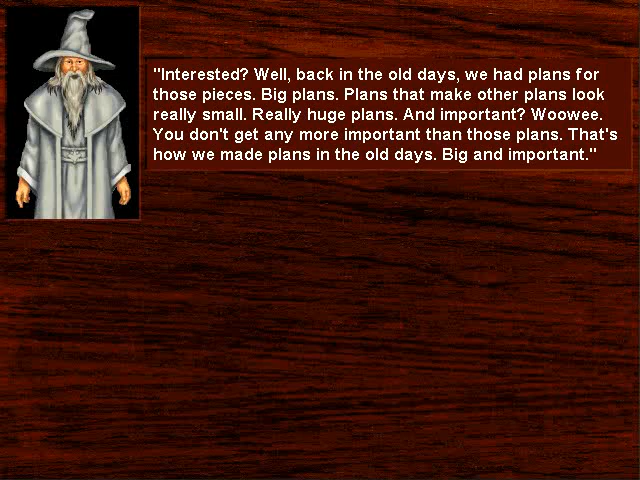 "Interested? Well, back in the old days, we had plans for
those pieces. Big plans. Plans that make other plans look
really small. Really huge plans. And important? Woowee.
You don't get any more important than those plans. That's
how we made plans in the old days. Big and important."